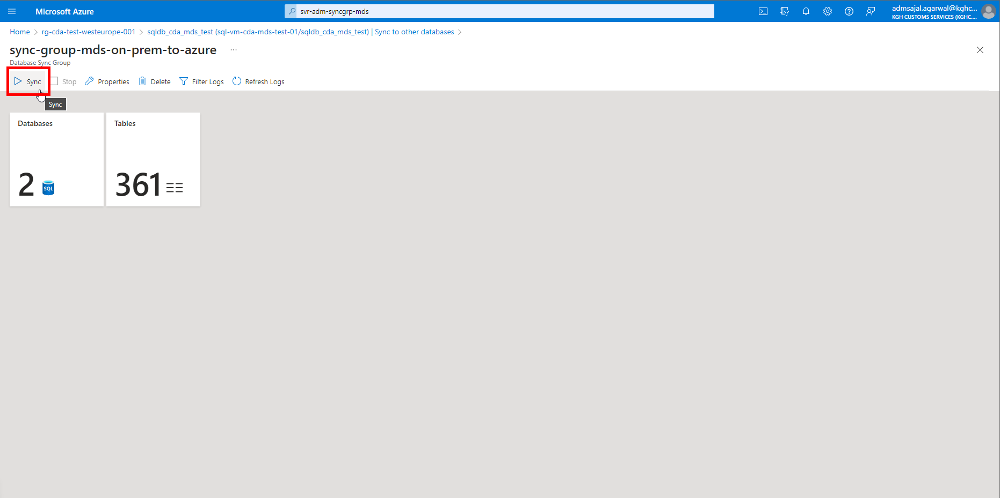 Microsoft Azure
svr-adm-syncgrp-mds
admsajal.agarwal@kghc...
KGH CUSTOMS SERVICES (KGHC....
Home > rg-cda-test-westeurope-001 > sqldb_cda_mds_test (sql-vm-cda-mds-test-01/sqldb_cda_mds_test) | Sync to other databases >
sync-group-mds-on-prem-to-azure ...
Database Sync Group
Sync Stop Properties Delete Filter Logs Refresh Logs
Sync
Databases Tables
2 SQL 361